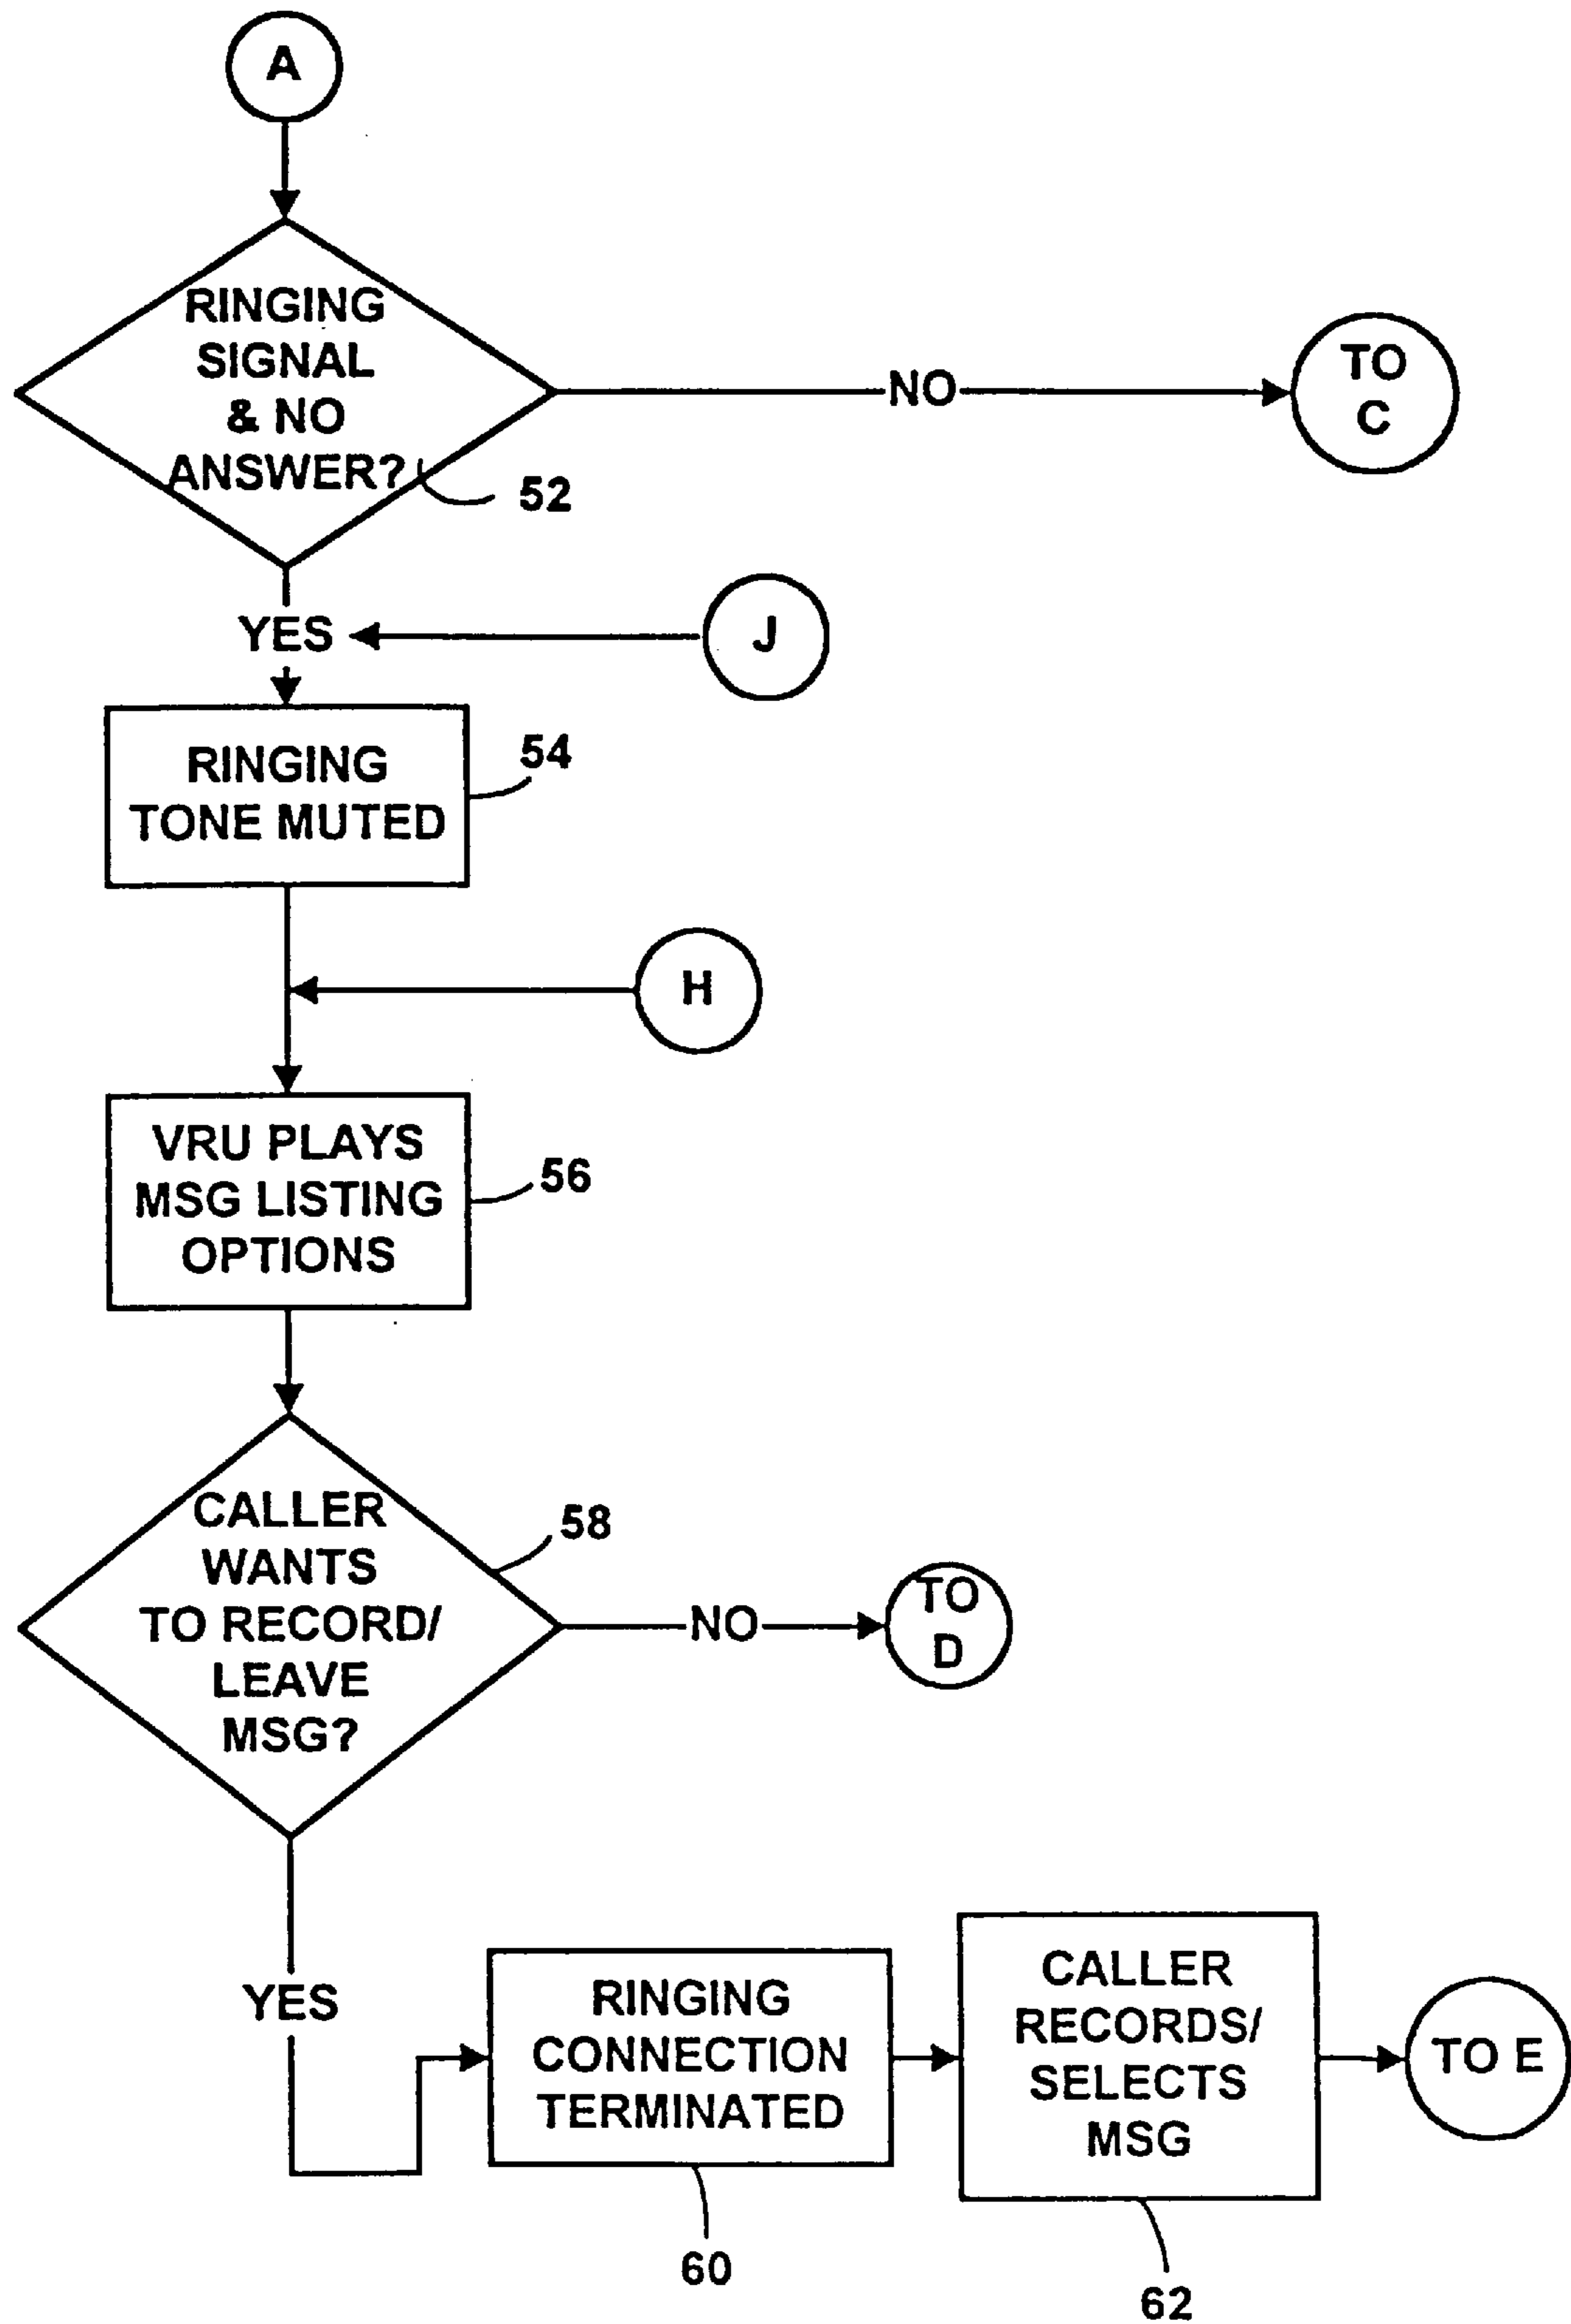 A
RINGING
SIGNAL
& NO
ANSWER?
52
NO
TO
C
YES
J
RINGING
TONE MUTED
54
H
VRU PLAYS
MSG LISTING
OPTIONS
56
CALLER
WANTS
TO RECORD/
LEAVE
MSG?
58
NO
TO
D
YES
RINGING
CONNECTION
TERMINATED
60
CALLER
RECORDS/
SELECTS
MSG
62
TO E